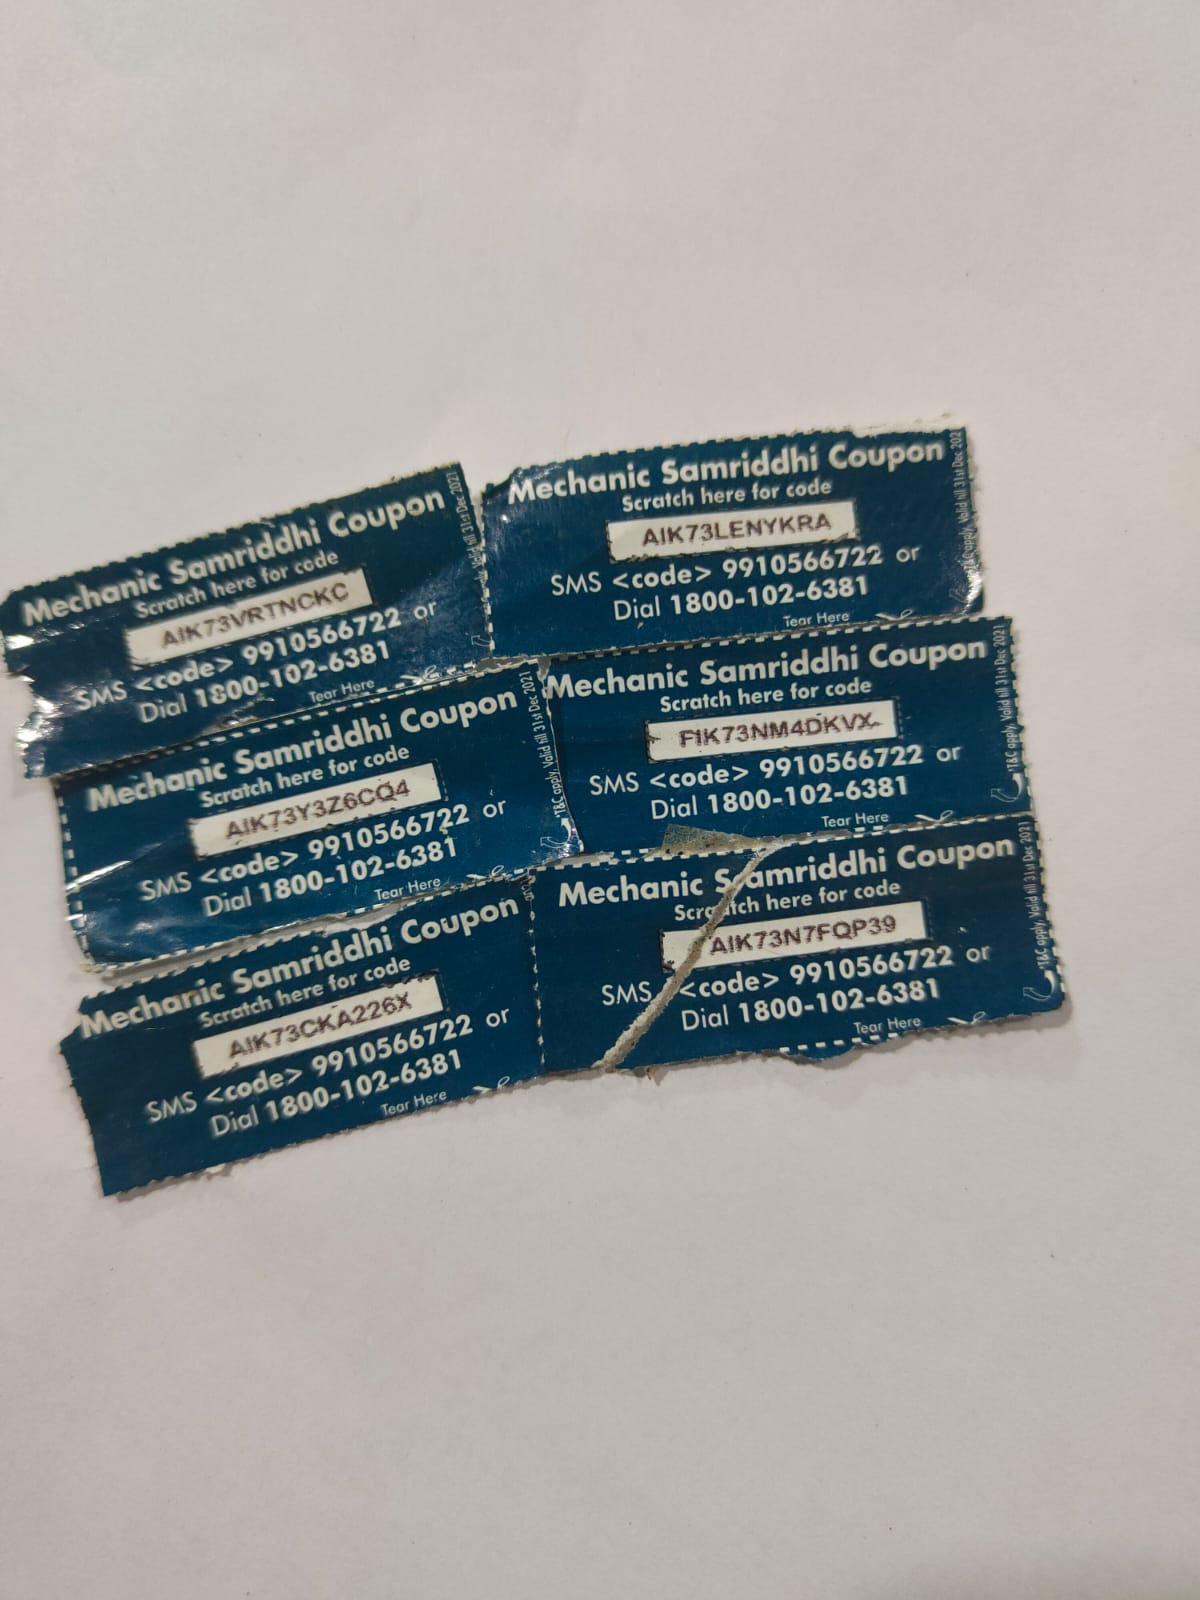 Mechanic Samriddhi Coupon
Scratch here for code
AIK73VRTNCKC
SMS <code> 9910566722 or
Dial 1800-102-6381
Tear Here
31st Dec 2021
Mechanic Samriddhi Coupon
Scratch here for code
AIK73LENYKRA
SMS <code> 9910566722 or
Dial 1800-102-6381
Tear Here
apply, Valid till 31st Dec 202
Mechanic Samriddhi Coupon
Scratch here for code
AIK73Y3Z6CQ4
SMS <code> 9910566722 or
Dial 1800-102-6381
Tear Here
*T&C apply, Valid till 31st Dec 2021
Mechanic Samriddhi Coupon
Scratch here for code
FIK73NM4DKVX
SMS <code> 9910566722 or
Dial 1800-102-6381
Tear Here
*T&C apply, Valid till 31st Dec 2021
Mechanic Samriddhi Coupon
Scratch here for code
AIK73CKA226X
SMS <code> 9910566722 or
Dial 1800-102-6381
Tear Here
Mechanic Samriddhi Coupon
Scratch here for code
AIK73N7FQP39
SMS <code> 9910566722 or
Dial 1800-102-6381
Tear Here
*T&C apply, Valid till 31st Dec 2021